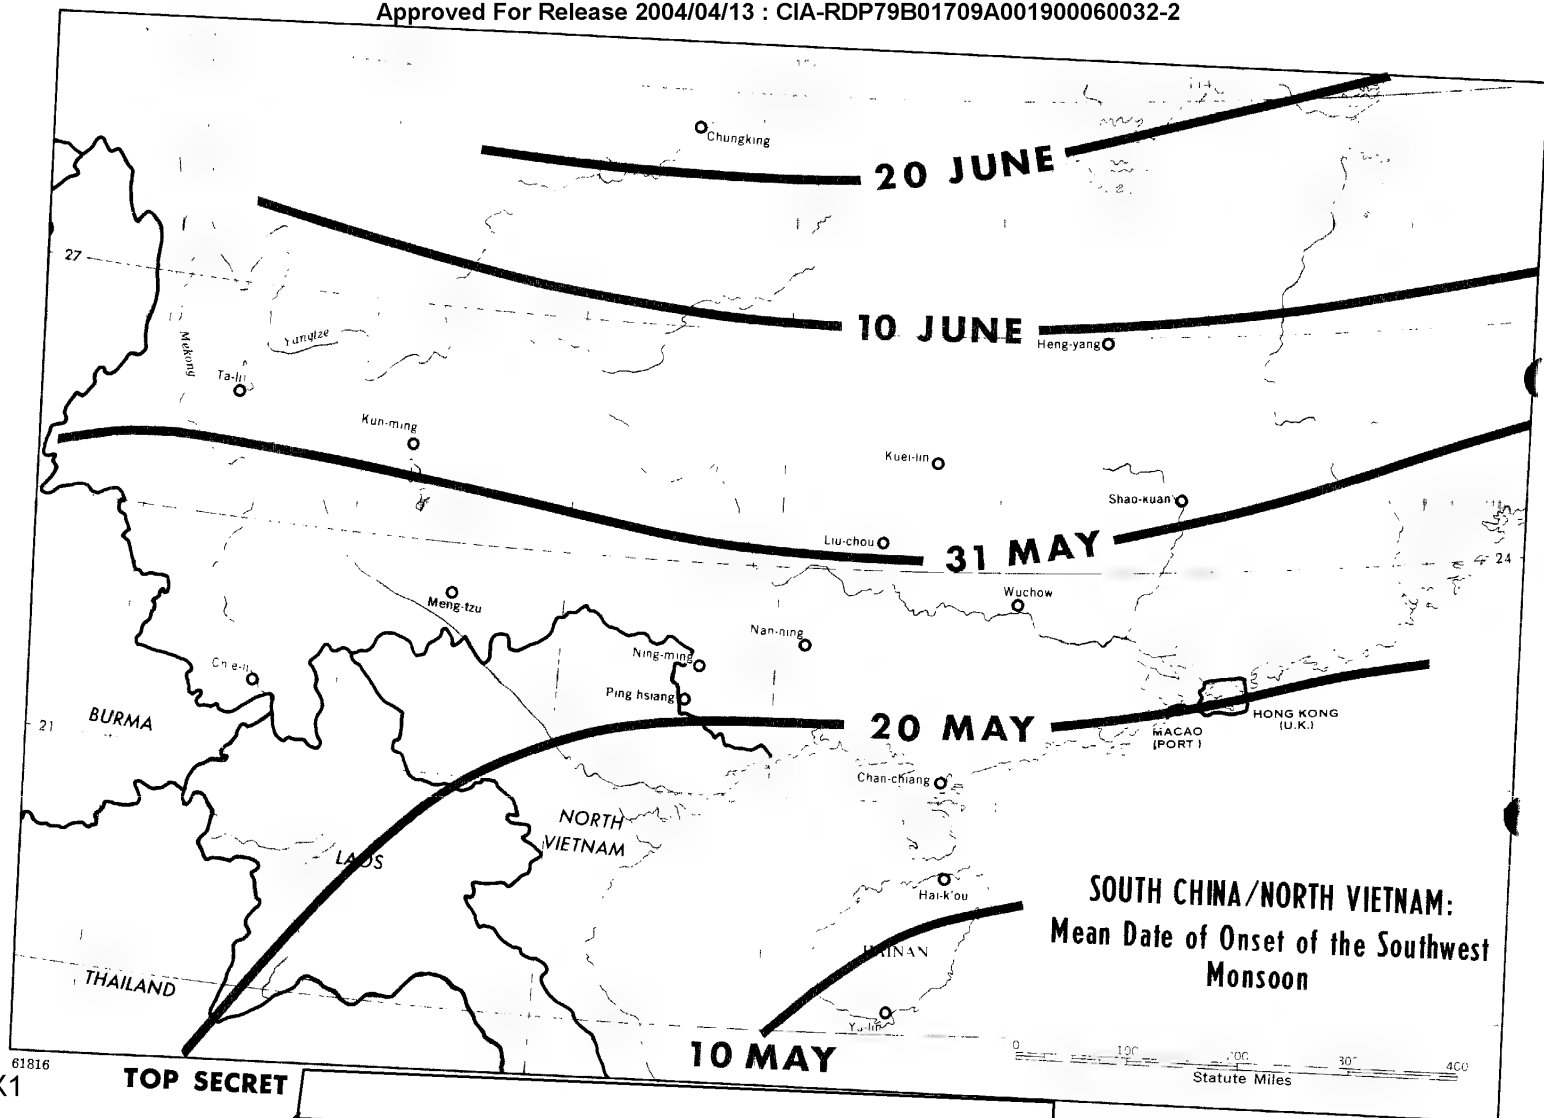 Approved For Release 2004/04/13 : CIA-RDP79B01709A001900060032-2
Chungking
20 JUNE
27
10 JUNE
Heng-yang
Yangtze
Mekong
Ta-li
Kun-ming
Kuei-lin
Shao-kuan
Liu-chou
31 MAY
24
Meng-tzu
Wuchow
Nan-ning
Ning-ming
Ping hsiang
BURMA
21
20 MAY
HONG KONG
(U.K.)
MACAO
(PORT)
Chan-chiang
NORTH
VIETNAM
LAOS
Hai-k'ou
HAINAN
SOUTH CHINA/NORTH VIETNAM:
Mean Date of Onset of the Southwest
Monsoon
THAILAND
Yu-lin
10 MAY
0 100 200 300 400
Statute Miles
61816
X1
TOP SECRET